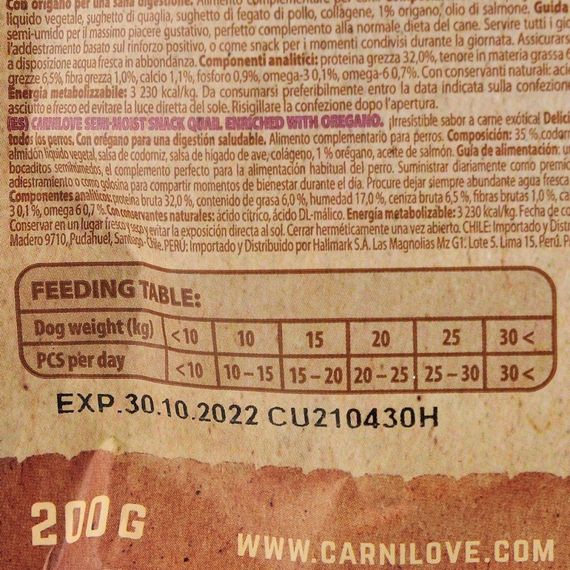 Con origano per una sana digestione. Alimento complementare per
liquido vegetale, sughetto di quaglia, sughetto di fegato di pollo, collagene, 1% origano, olio di salmone. Guida
semi-umido per il massimo piacere gustativo, perfetto complemento alla normale dieta del cane. Servire tutti i gio
l'addestramento basato sul rinforzo positivo, o come snack per i momenti condivisi durante la giornata. Assicurars
a disposizione acqua fresca in abbondanza. Componenti analitici: proteina grezza 32,0%, tenore in materia grassa 6
grezze 6,5%, fibra grezza 1,0%, calcio 1,1%, fosforo 0,9%, omega-3 0,1%, omega-6 0,7%. Con conservanti naturali: acid
Energia metabolizzabile: 3 230 kcal/kg. Da consumarsi preferibilmente entro la data indicata sulla confezion
asciutto e fresco ed evitare la luce diretta del sole. Risigillare la confezione dopo l'apertura.
(ES) CARNILOVE SEMI-MOIST SNACK QUAIL ENRICHED WITH OREGANO. ¡Irresistible sabor a carne exótica! Delici
todos los perros. Con orégano para una digestión saludable. Alimento complementario para perros. Composición: 35 % codorn
almidón líquido vegetal, salsa de codorniz, salsa de hígado de ave, colágeno, 1 % orégano, aceite de salmón. Guía de alimentación: u
bocaditos semihúmedos, el complemento perfecto para la alimentación habitual del perro. Suministrar diariamente como premio
adiestramiento o como golosina para compartir momentos de bienestar durante el día. Procure dejar siempre abundante agua fresca
Componentes analíticos: proteína bruta 32,0 %, contenido de grasa 6,0 %, humedad 17,0 %, ceniza bruta 6,5 %, fibras brutas 1,0 %, ca
3 0,1 %, omega 6 0,7 %. Con conservantes naturales: ácido cítrico, ácido DL-málico. Energía metabolizable: 3 230 kcal/kg. Fecha de co
Conservar en un lugar fresco y seco y evitar la exposición directa al sol. Cerrar herméticamente una vez abierto. CHILE: Importado y Distr
Madero 9710, Pudahuel, Santiago- Chile. PERÚ: Importado y Distribuido por Hallmark S.A. Las Magnolias Mz G1. Lote 5. Lima 15. Perú. P
FEEDING TABLE:
Dog weight (kg) <10 10 15 20 25 30 <
PCS per day <10 10 – 15 15 – 20 20 – 25 25 – 30 30 <
EXP.30.10.2022 CU210430H
200 G
WWW.CARNILOVE.COM